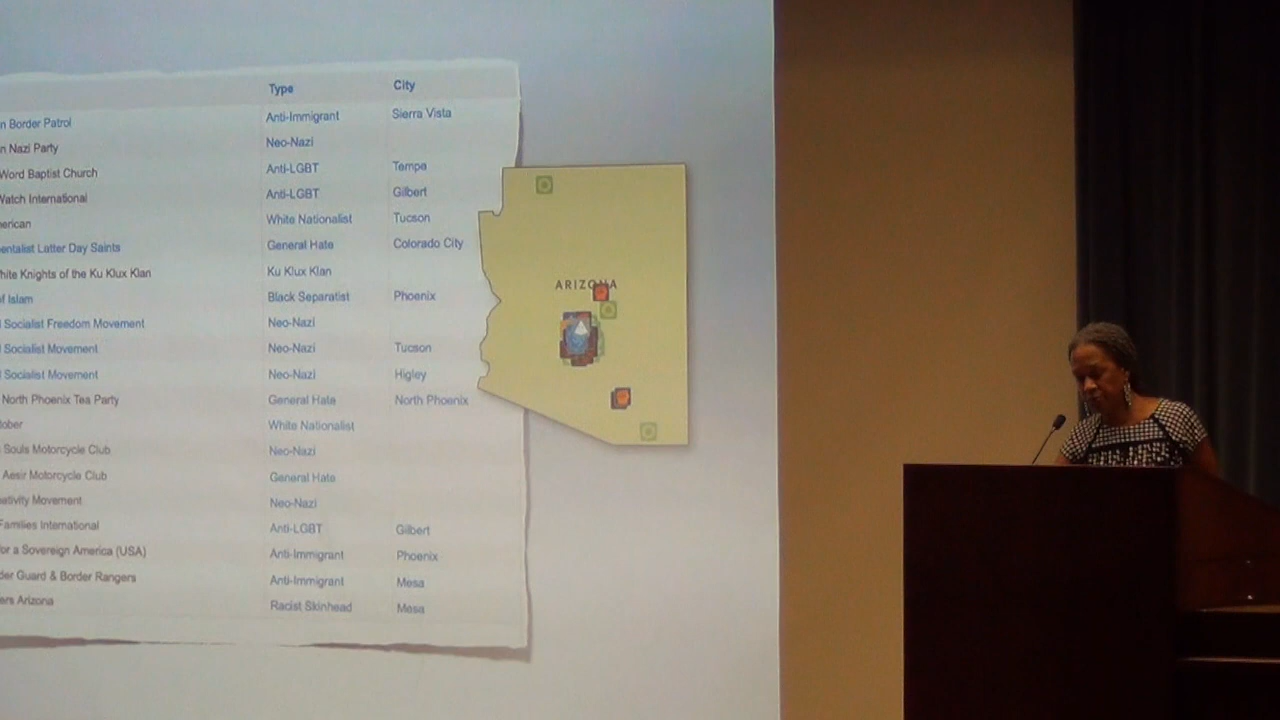 Type City
n Border Patrol Anti-Immigrant Sierra Vista
n Nazi Party Neo-Nazi
Word Baptist Church Anti-LGBT Tempe
Watch International Anti-LGBT Gilbert
erican White Nationalist Tucson
entalist Latter Day Saints General Hate Colorado City
hite Knights of the Ku Klux Klan Ku Klux Klan
of Islam Black Separatist Phoenix
l Socialist Freedom Movement Neo-Nazi
l Socialist Movement Neo-Nazi Tucson
l Socialist Movement Neo-Nazi Higley
North Phoenix Tea Party General Hate North Phoenix
tober White Nationalist
Souls Motorcycle Club Neo-Nazi
Aesir Motorcycle Club General Hate
eativity Movement Neo-Nazi
Families International Anti-LGBT Gilbert
for a Sovereign America (USA) Anti-Immigrant Phoenix
der Guard & Border Rangers Anti-Immigrant Mesa
ers Arizona Racist Skinhead Mesa
ARIZONA